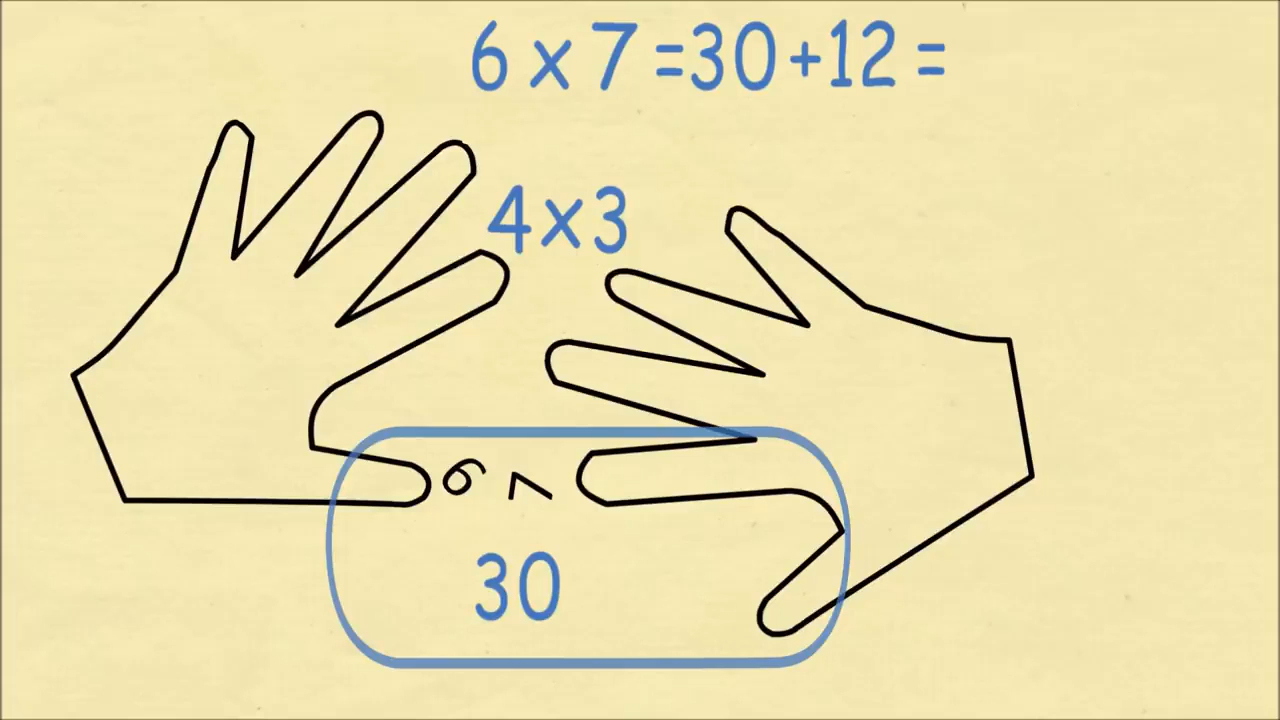 6 x 7 =30+12 =
4x3
6 7
30